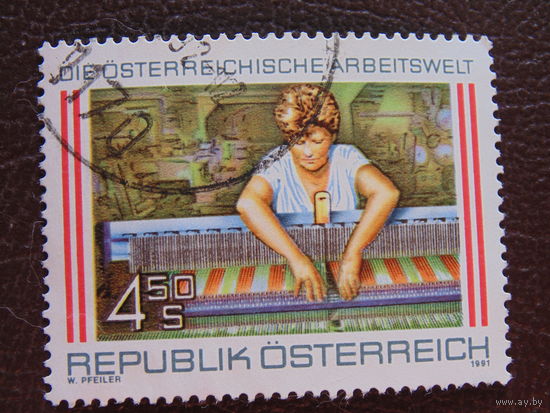 DIE ÖSTERREICHISCHE ARBEITSWELT
4 50 S
REPUBLIK ÖSTERREICH
W. PFEILER 1991
www.ay.by